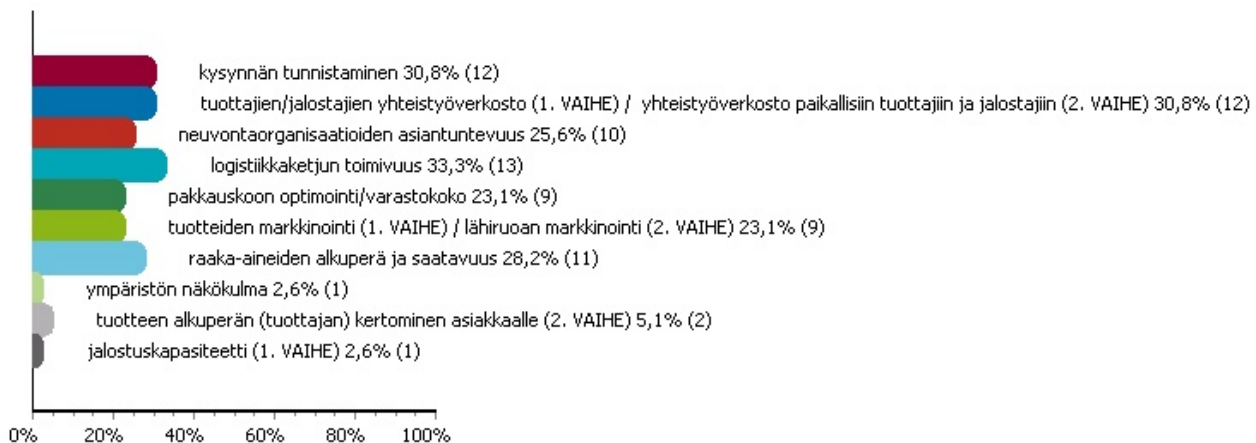 kysynnän tunnistaminen 30,8% (12)
tuottajien/jalostajien yhteistyöverkosto (1. VAIHE) / yhteistyöverkosto paikallisiin tuottajiin ja jalostajiin (2. VAIHE) 30,8% (12)
neuvontaorganisaatioiden asiantuntevuus 25,6% (10)
logistiikkaketjun toimivuus 33,3% (13)
pakkauskoon optimointi/varastokoko 23,1% (9)
tuotteiden markkinointi (1. VAIHE) / lähiruoan markkinointi (2. VAIHE) 23,1% (9)
raaka-aineiden alkuperä ja saatavuus 28,2% (11)
ympäristön näkökulma 2,6% (1)
tuotteen alkuperän (tuottajan) kertominen asiakkaalle (2. VAIHE) 5,1% (2)
jalostuskapasiteetti (1. VAIHE) 2,6% (1)
0% 20% 40% 60% 80% 100%